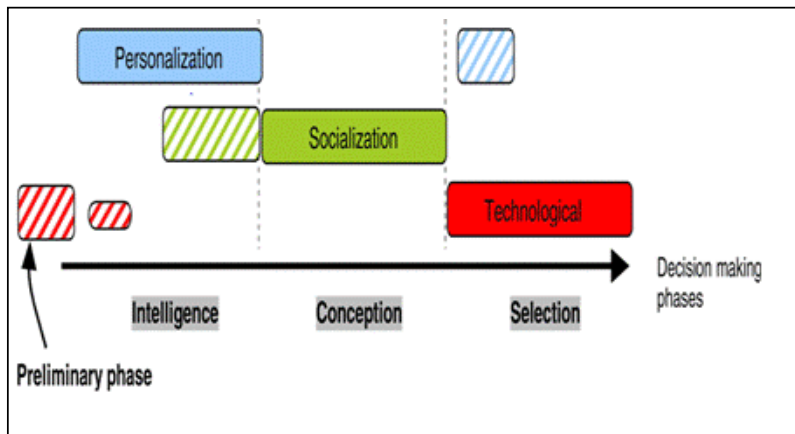 Personalization
Socialization
Technological
Decision making
phases
Intelligence
Conception
Selection
Preliminary phase